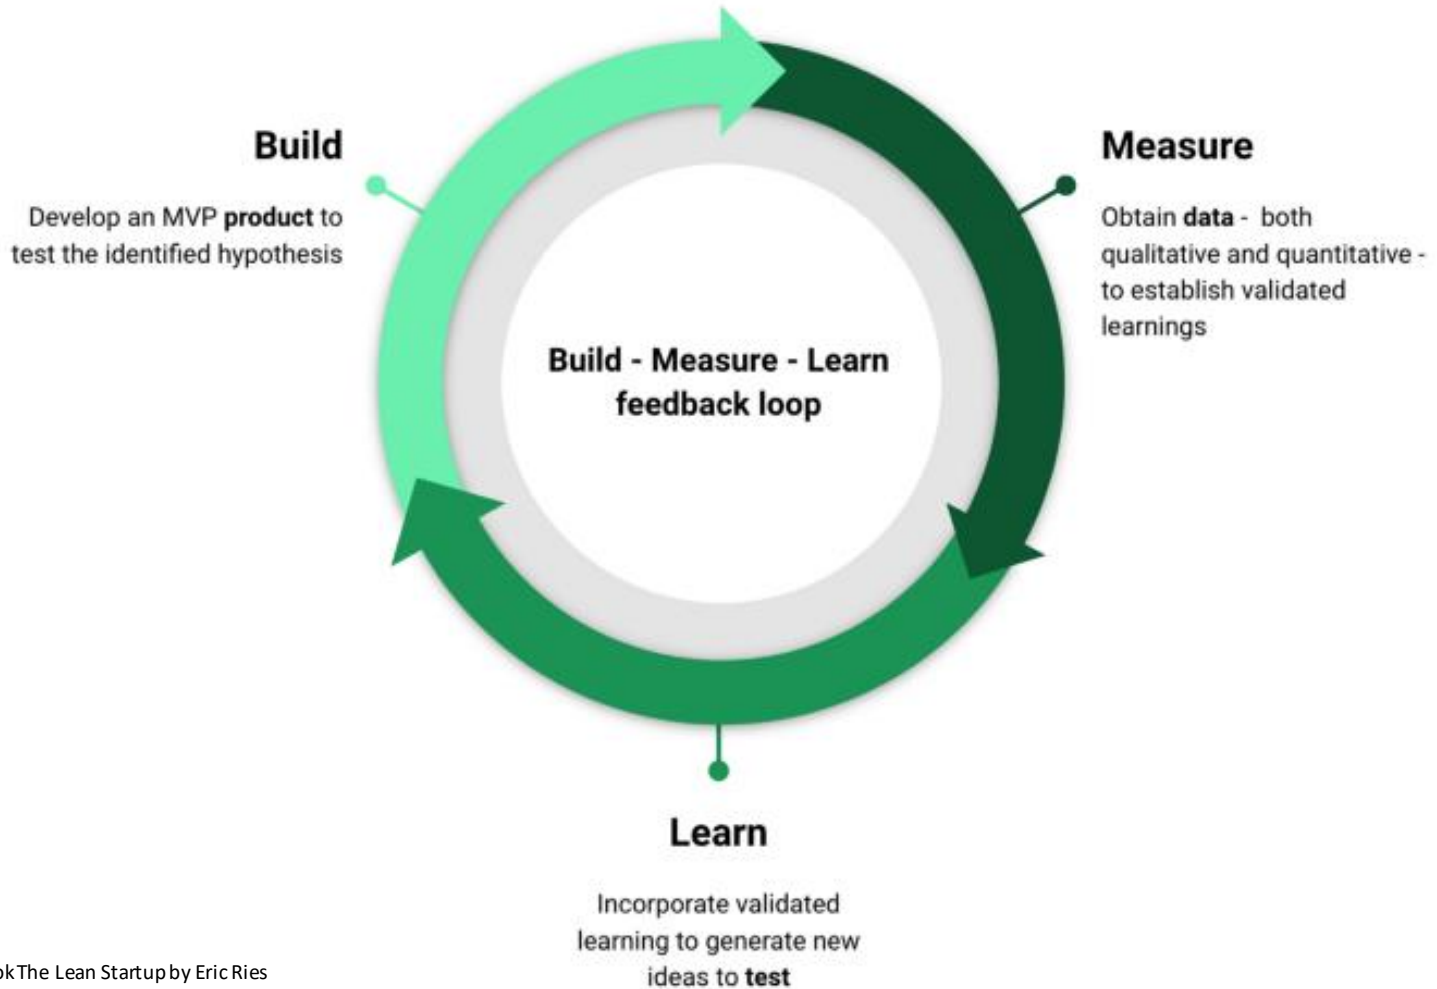 Build
Develop an MVP product to
test the identified hypothesis
Measure
Obtain data -  both
qualitative and quantitative -
to establish validated
learnings
Build - Measure - Learn
feedback loop
Learn
Incorporate validated
learning to generate new
ideas to test
The Lean Startup by Eric Ries